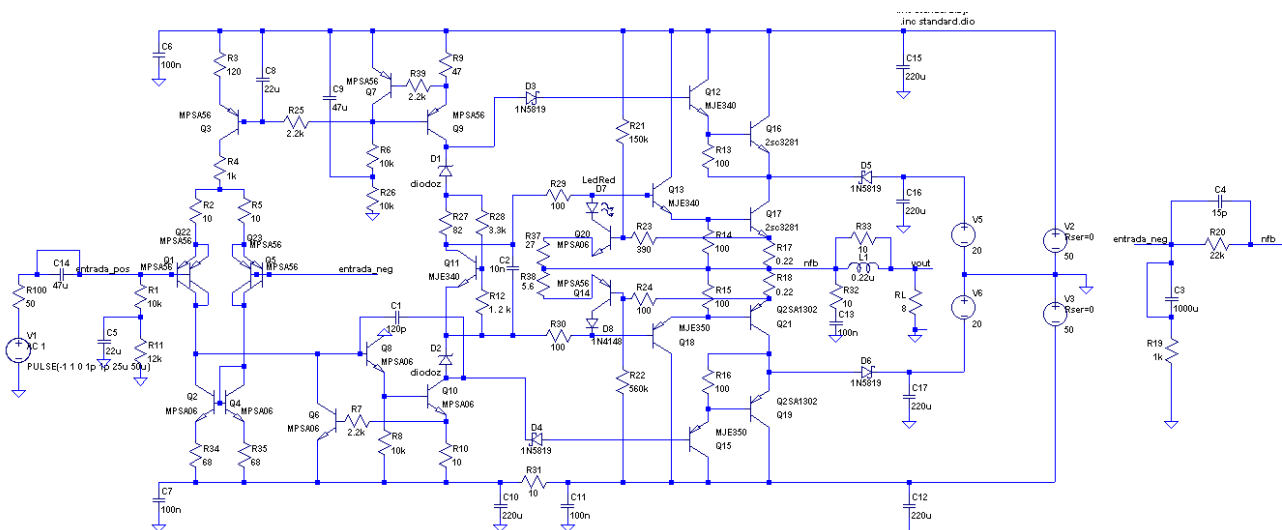 .inc standard.dio
C6
100n
R3
120
C8
22u
C9
47u
MPSA56
Q7
R39
2.2k
R9
47
MPSA56
Q3
R25
2.2k
MPSA56
Q9
D3
1N5819
Q12
MJE340
C15
220u
R4
1k
R6
10k
R26
10k
D1
diodoz
R21
150k
R13
100
Q16
2sc3281
R2
10
R5
10
Q22
MPSA56
Q23
MPSA56
R27
82
R28
3.3k
R29
100
LedRed
D7
Q13
MJE340
D5
1N5819
C16
220u
Q17
2sc3281
C14
47u
entrada_pos
MPSA56
Q1
Q5
MPSA56
entrada_neg
Q11
MJE340
C2
10n
R37
27
Q20
MPSA06
R23
390
R14
100
R17
0.22
R33
10
L1
0.22u
nfb
vout
V5
20
V2
Rser=0
50
C4
15p
entrada_neg
R20
22k
nfb
R100
50
R1
10k
R12
1.2 k
R38
5.6
MPSA56
Q14
R24
100
R15
100
R18
0.22
R32
10
C13
100n
RL
8
V6
20
V3
Rser=0
50
C3
1000u
V1
AC 1
PULSE(-1 1 0 1p 1p 25u 50u)
C5
22u
R11
12k
C1
120p
Q8
MPSA06
D2
diodoz
R30
100
D8
1N4148
MJE350
Q18
Q2SA1302
Q21
D6
1N5819
R19
1k
Q2
MPSA06
Q4
MPSA06
Q6
MPSA06
R7
2.2k
Q10
MPSA06
R22
560k
R16
100
Q2SA1302
Q19
C17
220u
R34
68
R35
68
R8
10k
R10
10
D4
1N5819
MJE350
Q15
C7
100n
R31
10
C10
220u
C11
100n
C12
220u